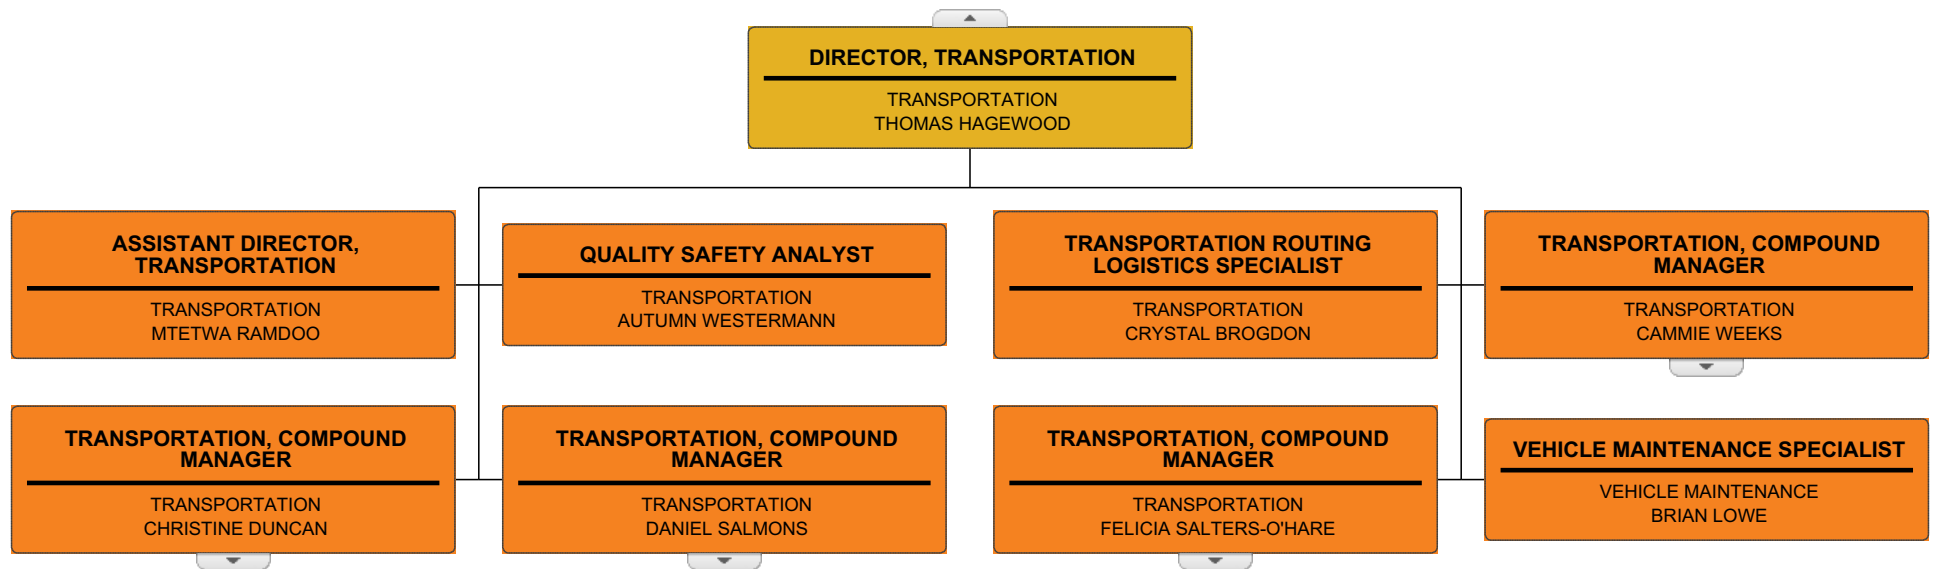 DIRECTOR, TRANSPORTATION
TRANSPORTATION
THOMAS HAGEWOOD
ASSISTANT DIRECTOR,
TRANSPORTATION
TRANSPORTATION
MTETWA RAMDOO
QUALITY SAFETY ANALYST
TRANSPORTATION
AUTUMN WESTERMANN
TRANSPORTATION ROUTING
LOGISTICS SPECIALIST
TRANSPORTATION
CRYSTAL BROGDON
TRANSPORTATION, COMPOUND
MANAGER
TRANSPORTATION
CAMMIE WEEKS
TRANSPORTATION, COMPOUND
MANAGER
TRANSPORTATION
CHRISTINE DUNCAN
TRANSPORTATION, COMPOUND
MANAGER
TRANSPORTATION
DANIEL SALMONS
TRANSPORTATION, COMPOUND
MANAGER
TRANSPORTATION
FELICIA SALTERS-O'HARE
VEHICLE MAINTENANCE SPECIALIST
VEHICLE MAINTENANCE
BRIAN LOWE